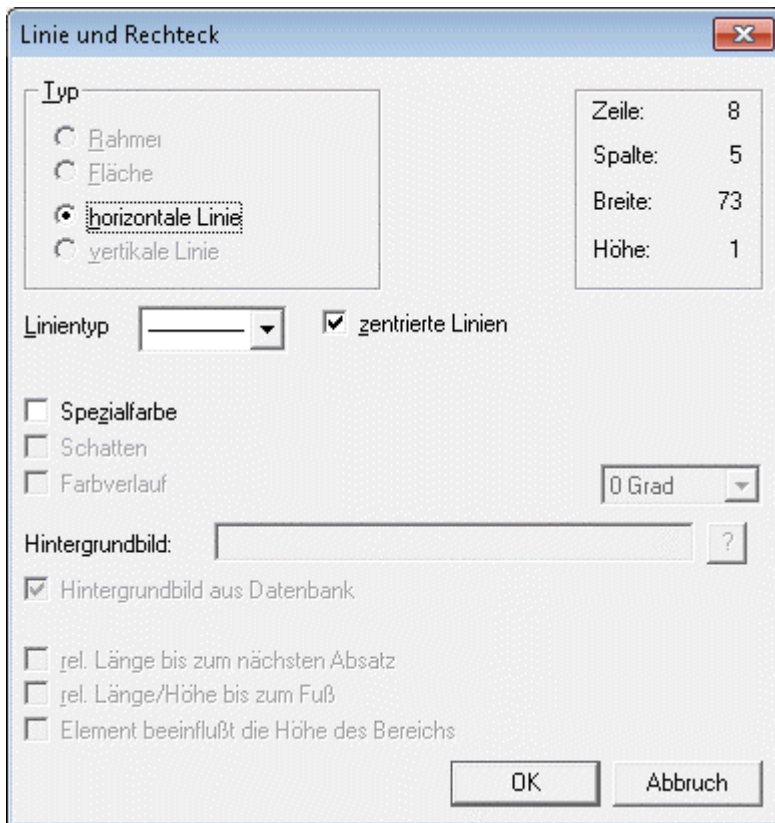 Linie und Rechteck
Typ
Rahmen
Fläche
horizontale Linie
vertikale Linie
Zeile: 8
Spalte: 5
Breite: 73
Höhe: 1
Linientyp
zentrierte Linien
Spezialfarbe
Schatten
Farbverlauf
0 Grad
Hintergrundbild:
?
Hintergrundbild aus Datenbank
rel. Länge bis zum nächsten Absatz
rel. Länge/Höhe bis zum Fuß
Element beeinflußt die Höhe des Bereichs
OK
Abbruch